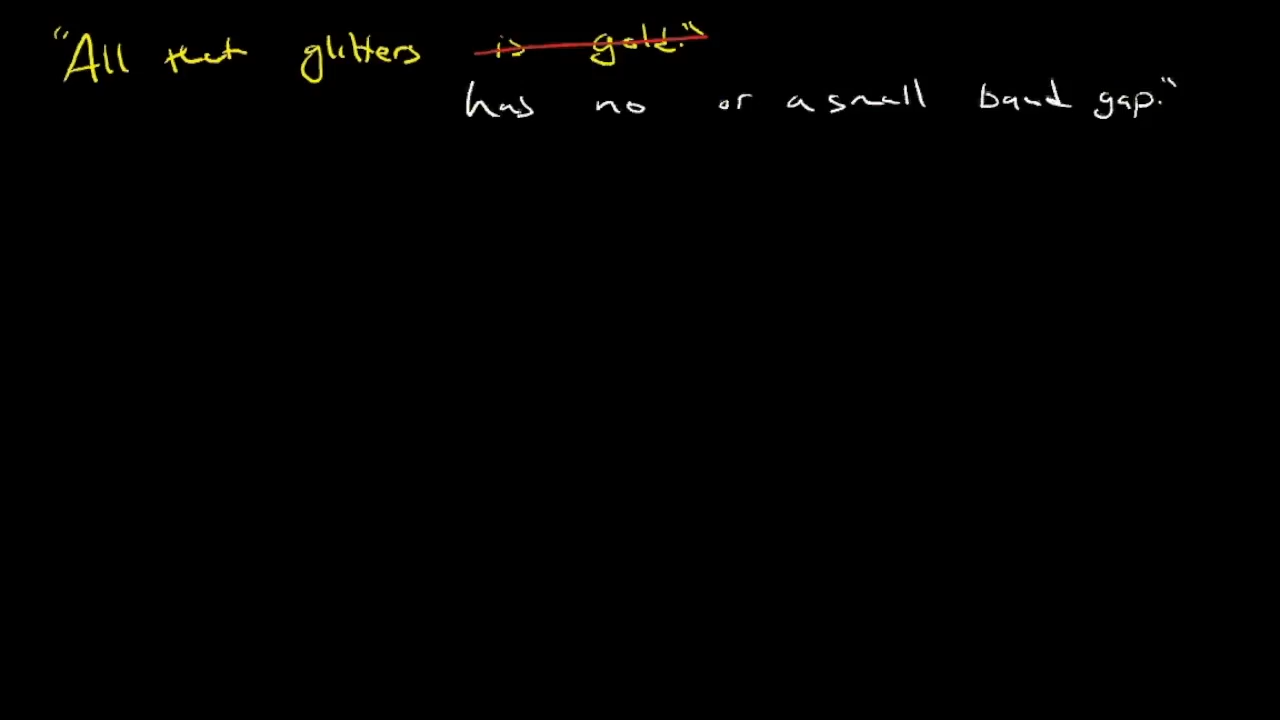 "All that glitters is gold."
has no or a small band gap."